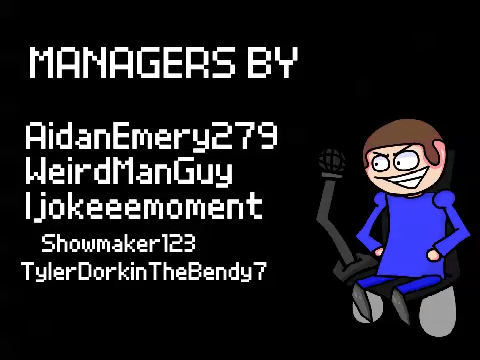 MANAGERS BY
AidanEmery279
WeirdManGuy
Ijokeeemoment
Showmaker123
TylerDorkinTheBendy7